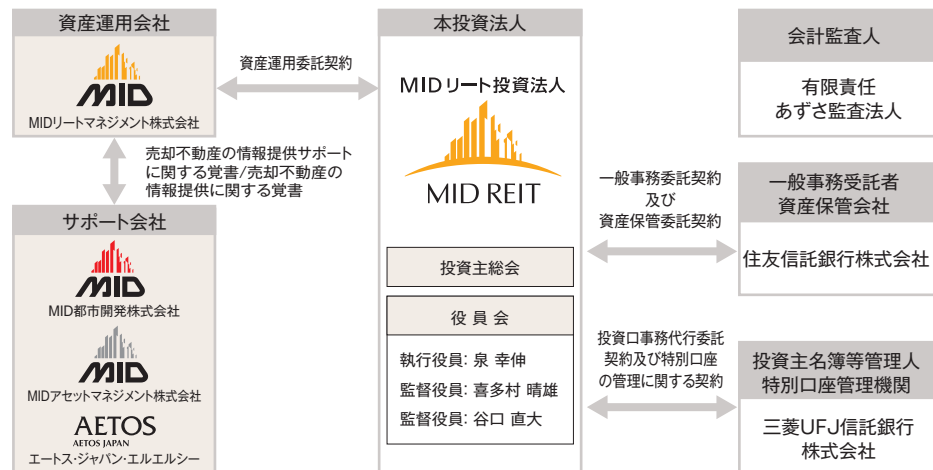 資産運用会社
MID
MIDリートマネジメント株式会社
資産運用委託契約
売却不動産の情報提供サポート
に関する覚書/売却不動産の
情報提供に関する覚書
サポート会社
MID
MID都市開発株式会社
MID
MIDアセットマネジメント株式会社
AETOS
AETOS JAPAN
エートス・ジャパン・エルエルシー
本投資法人
MIDリート投資法人
MID REIT
投資主総会
役員会
執行役員: 泉 幸伸
監督役員: 喜多村 晴雄
監督役員: 谷口 直大
一般事務委託契約
及び
資産保管委託契約
投資口事務代行委託
契約及び特別口座
の管理に関する契約
会計監査人
有限責任
あずさ監査法人
一般事務受託者
資産保管会社
住友信託銀行株式会社
投資主名簿等管理人
特別口座管理機関
三菱UFJ信託銀行
株式会社